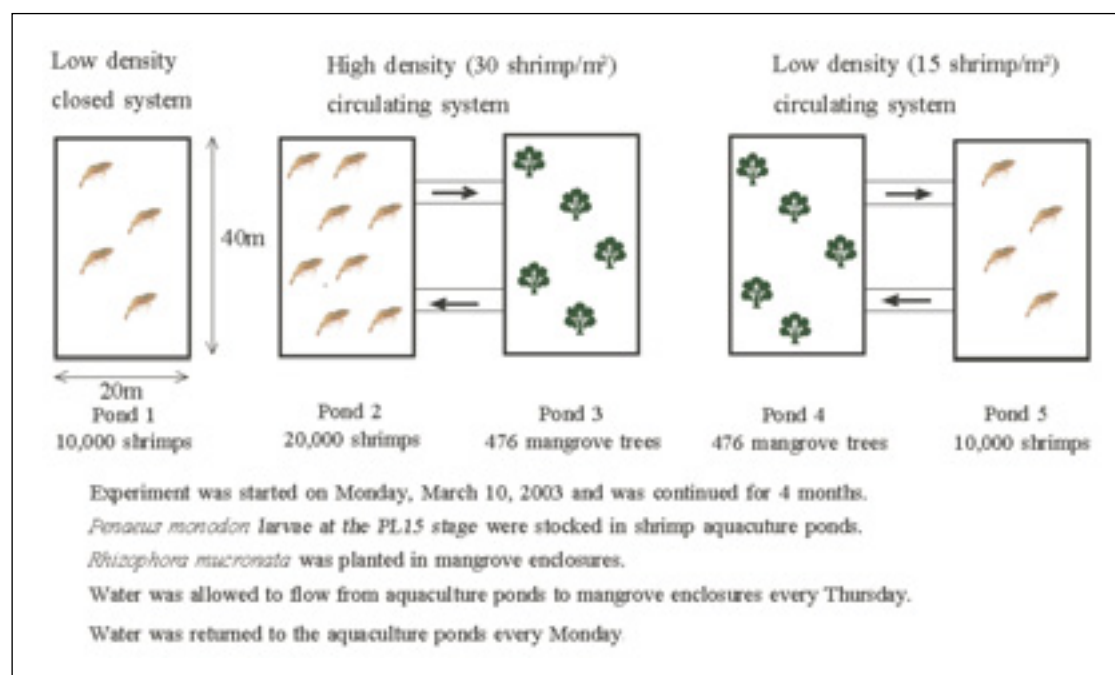 Low density
closed system
High density (30 shrimp/m²)
circulating system
Low density (15 shrimp/m²)
circulating system
40m
20m
Pond 1
10,000 shrimps
Pond 2
20,000 shrimps
Pond 3
476 mangrove trees
Pond 4
476 mangrove trees
Pond 5
10,000 shrimps
Experiment was started on Monday, March 10, 2003 and was continued for 4 months.
Penaeus monodon larvae at the PL15 stage were stocked in shrimp aquacuture ponds.
Rhizophora mucronata was planted in mangrove enclosures.
Water was allowed to flow from aquaculture ponds to mangrove enclosures every Thursday.
Water was returned to the aquaculture ponds every Monday